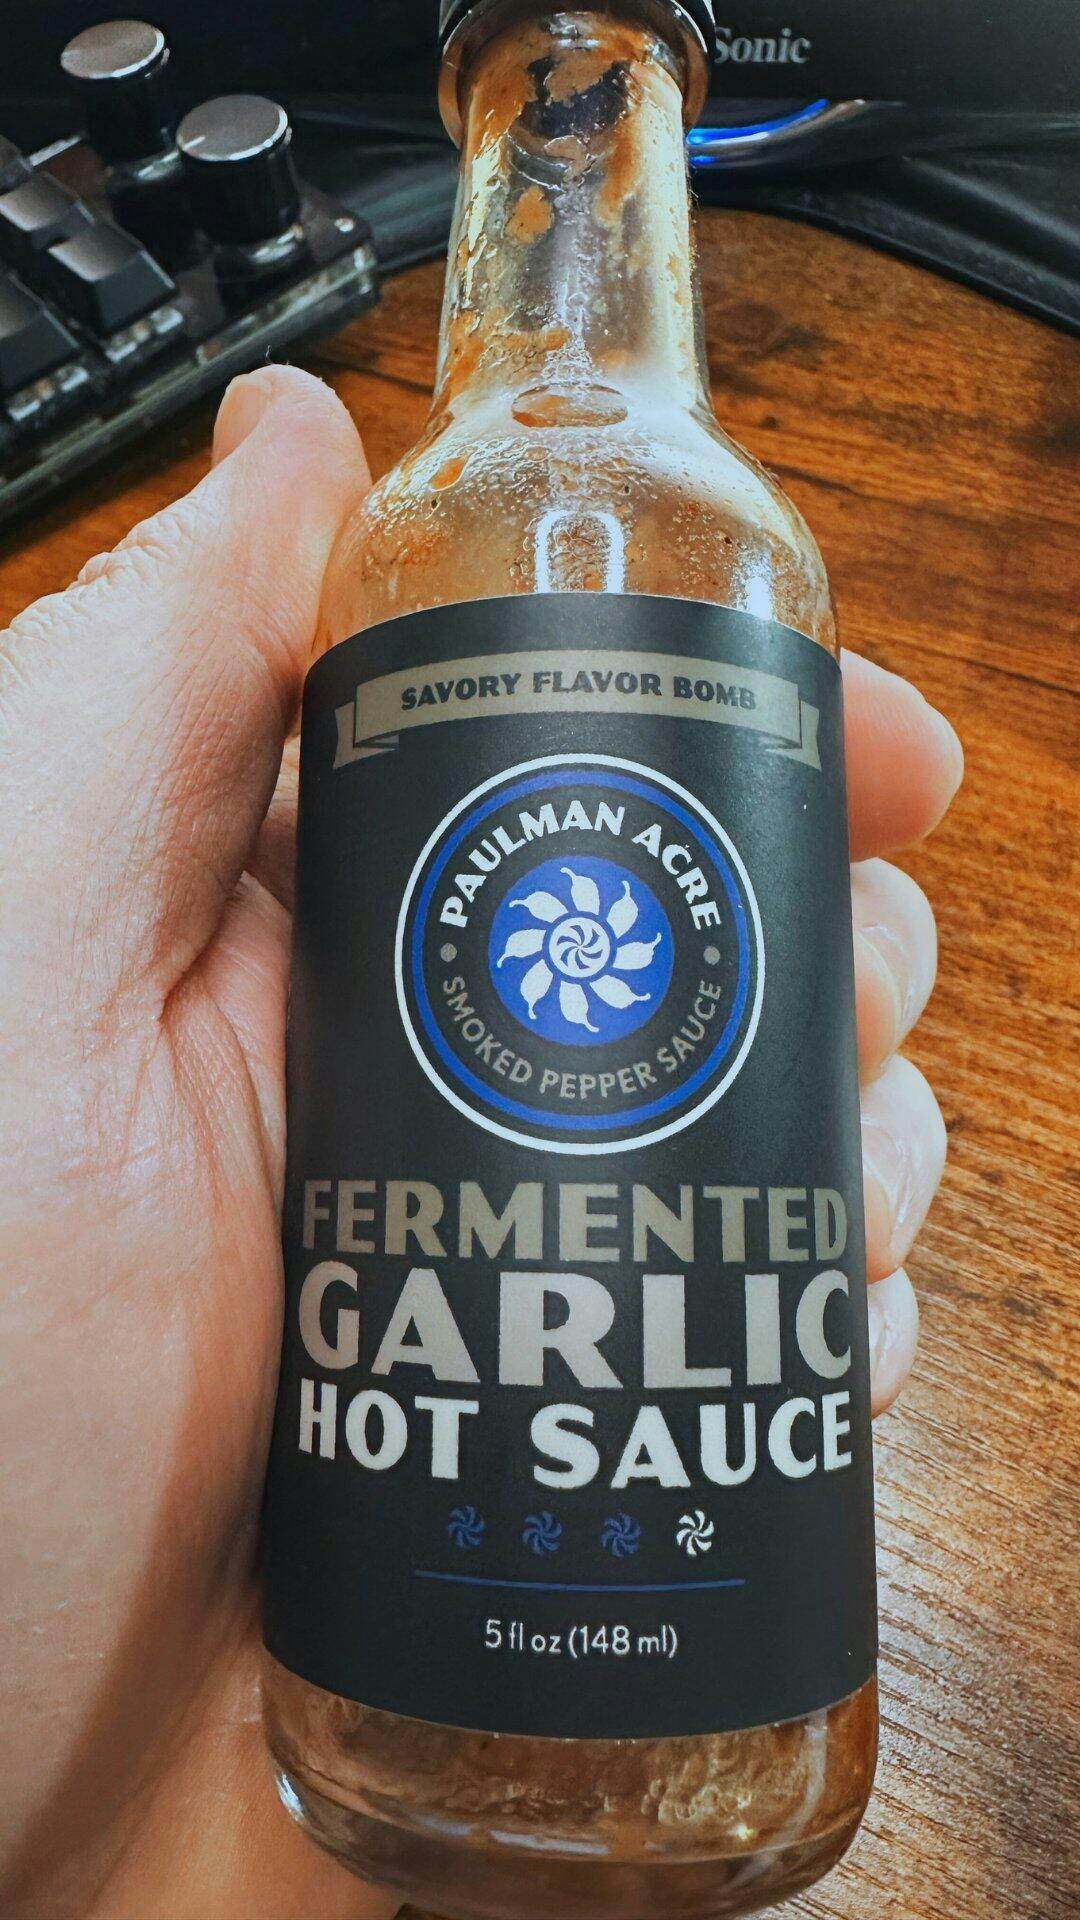 Sonic
SAVORY FLAVOR BOMB
PAULMAN ACRE
SMOKED PEPPER SAUCE
FERMENTED
GARLIC
HOT SAUCE
5 fl oz (148 ml)